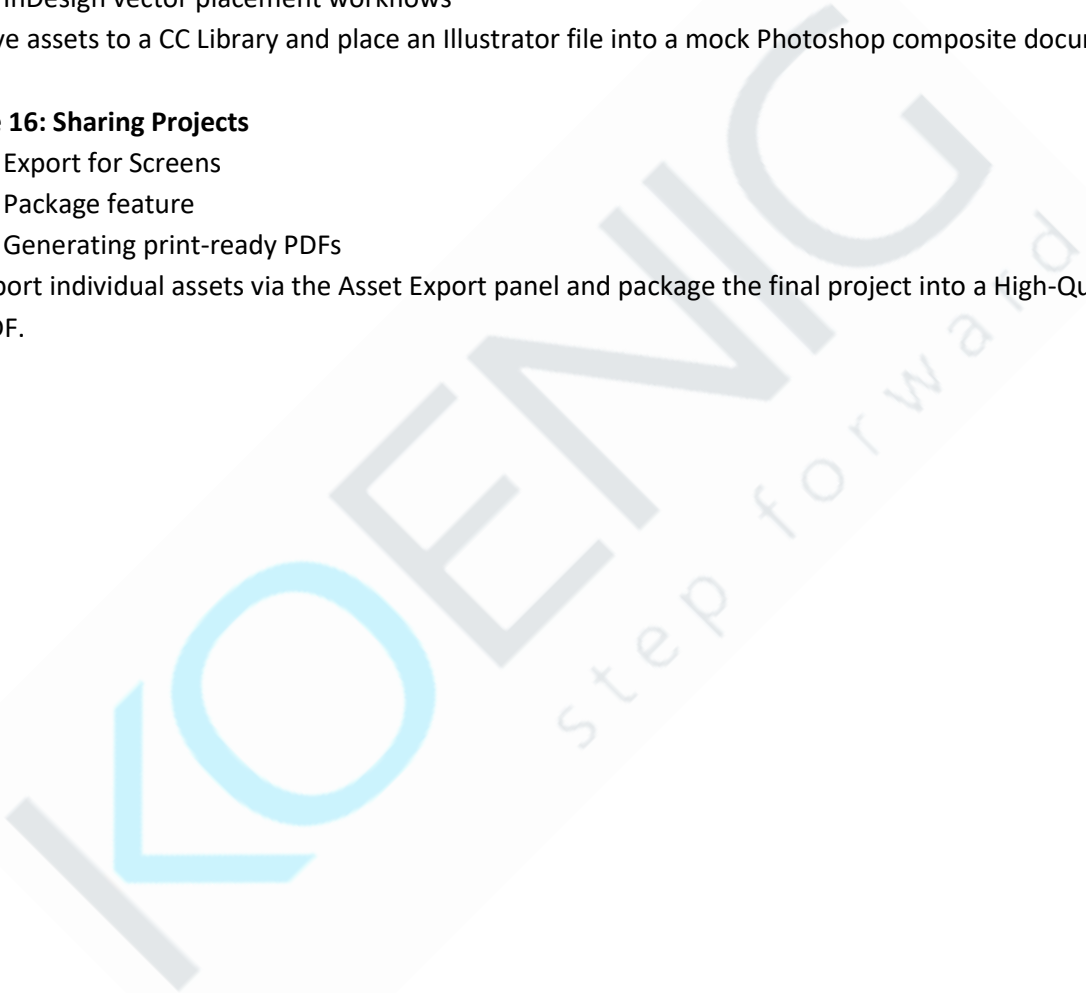 InDesign vector placement workflows
ve assets to a CC Library and place an Illustrator file into a mock Photoshop composite docu
16: Sharing Projects
Export for Screens
Package feature
Generating print-ready PDFs
port individual assets via the Asset Export panel and package the final project into a High-Qu
DF.
KOENIG
step forward